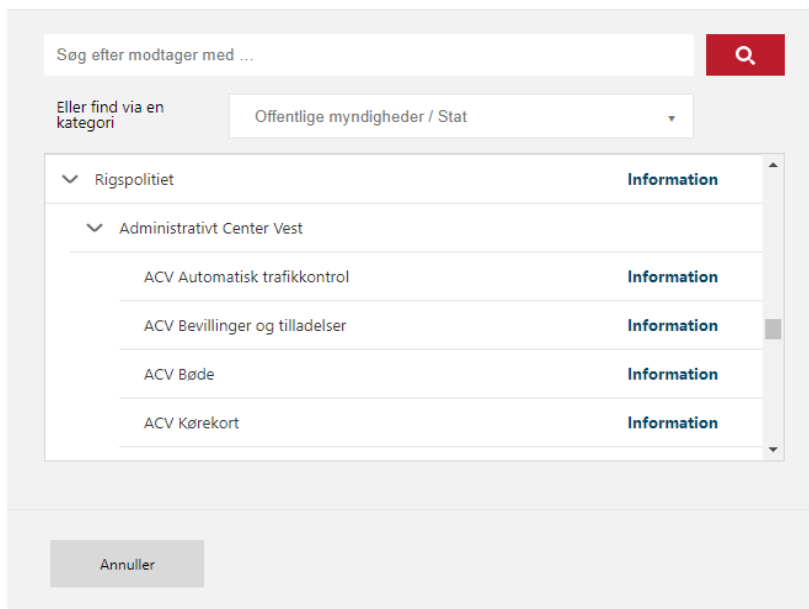 Søg efter modtager med ...
Eller find via en
kategori
Offentlige myndigheder / Stat
Rigspolitiet Information
Administrativt Center Vest
ACV Automatisk trafikkontrol Information
ACV Bevillinger og tilladelser Information
ACV Bøde Information
ACV Kørekort Information
Annuller